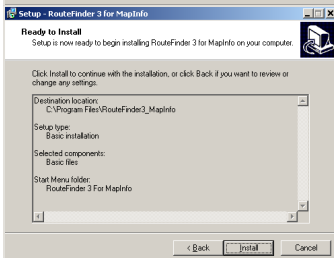 Setup - RouteFinder 3 for MapInfo
Ready to Install
Setup is now ready to begin installing RouteFinder 3 for MapInfo on your computer.
Click Install to continue with the installation, or click Back if you want to review or
change any settings.
Destination location:
C:\Program Files\RouteFinder3_MapInfo
Setup type:
Basic installation
Selected components:
Basic files
Start Menu folder:
RouteFinder 3 For MapInfo
< Back
Install
Cancel